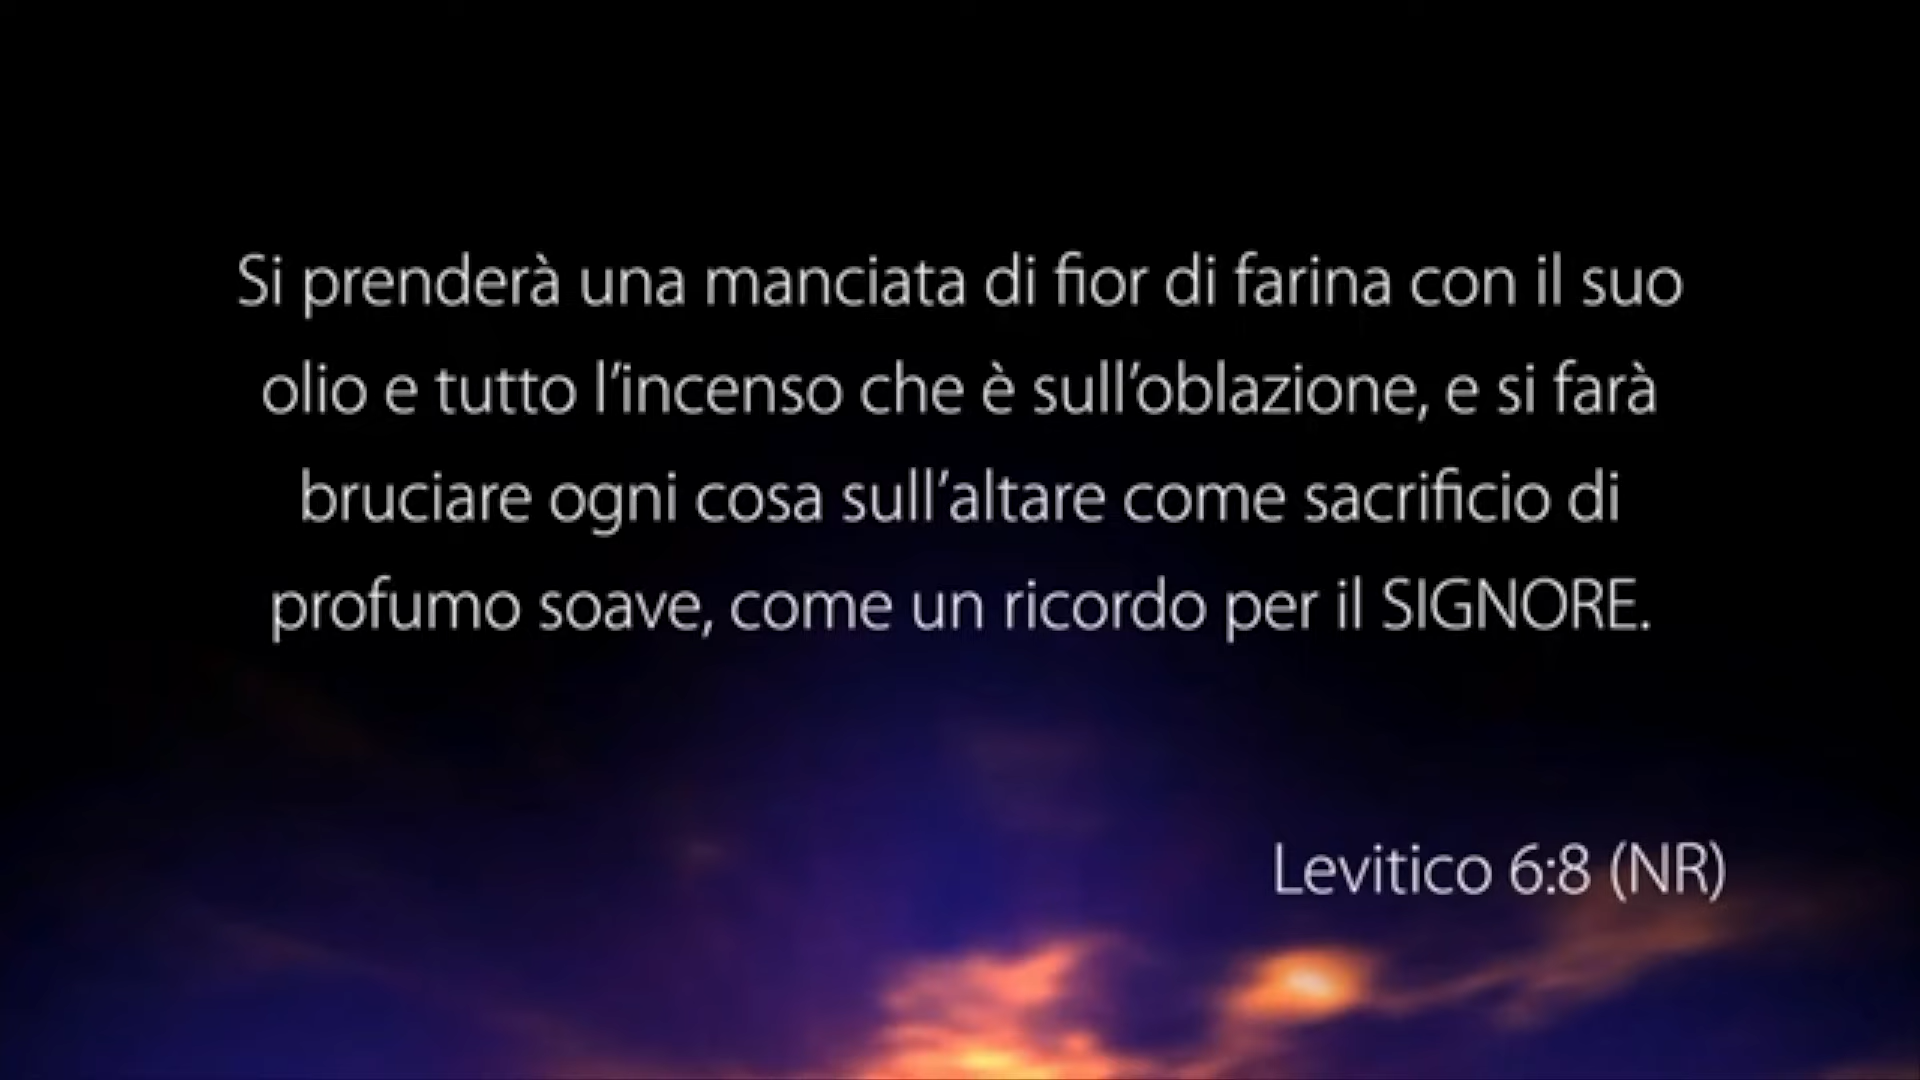 Si prenderà una manciata di fior di farina con il suo
olio e tutto l’incenso che è sull’oblazione, e si farà
bruciare ogni cosa sull’altare come sacrificio di
profumo soave, come un ricordo per il SIGNORE.
Levitico 6:8 (NR)